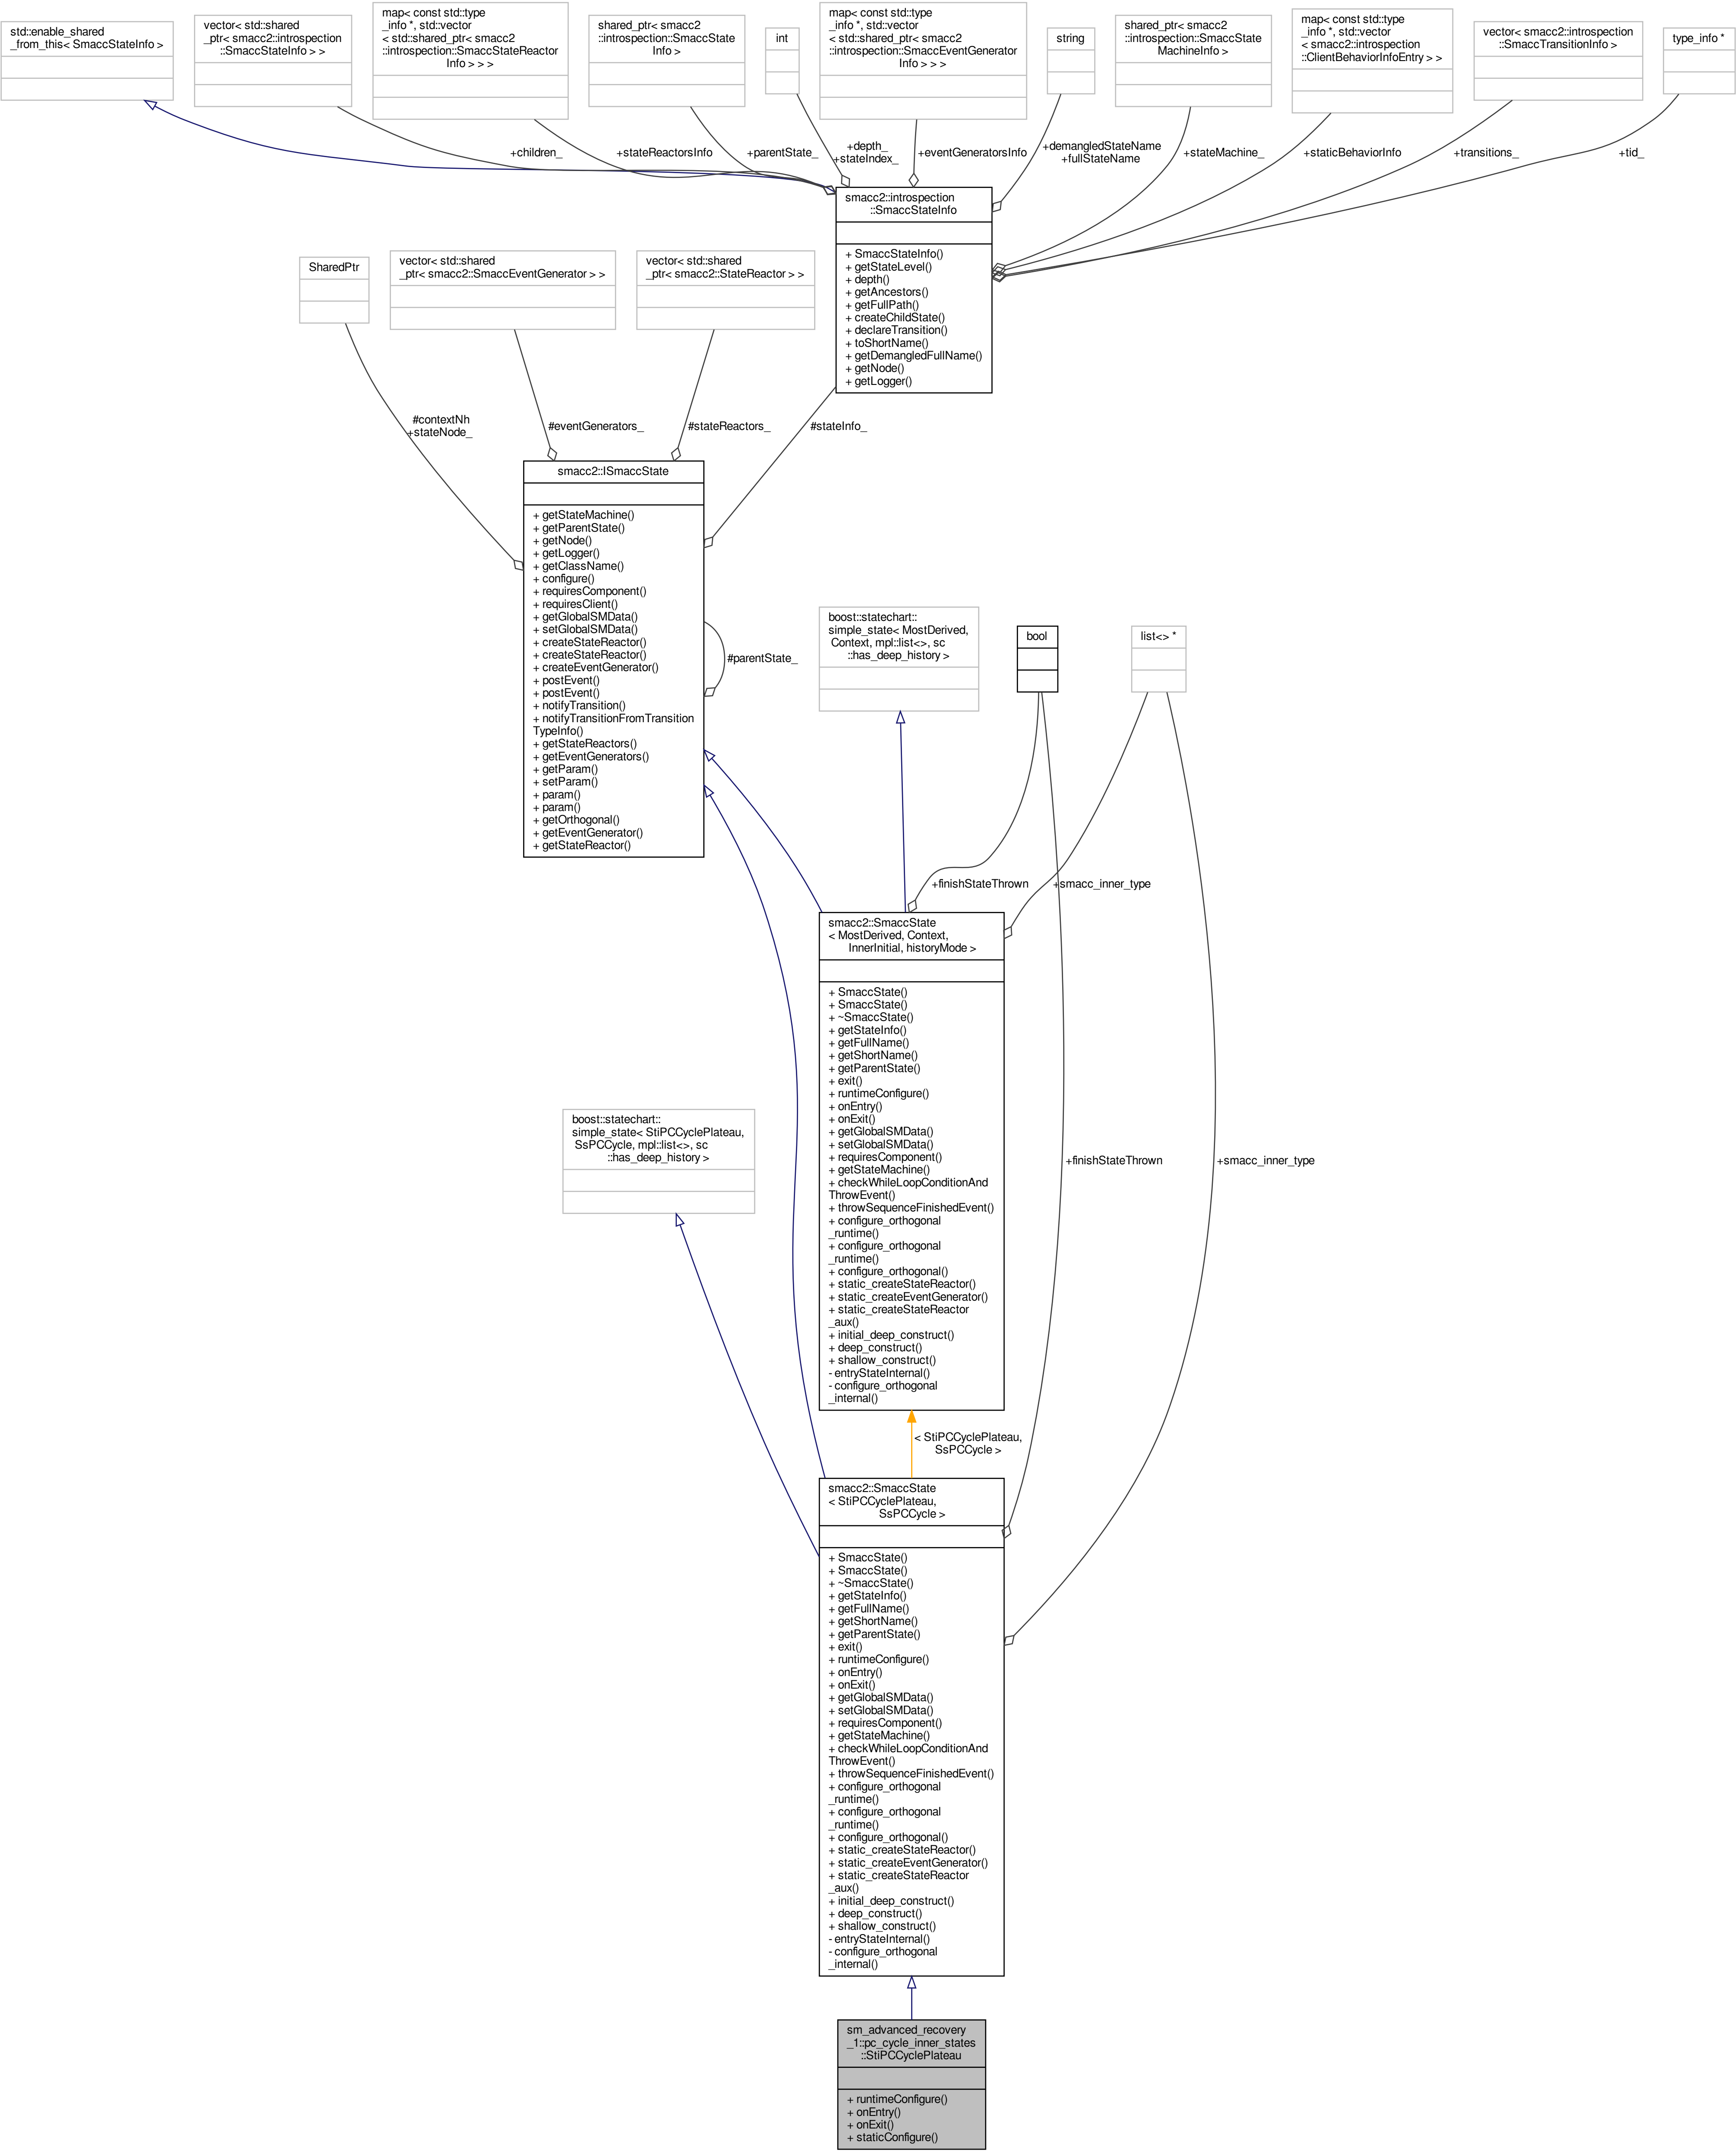 std::enable_shared
_from_this< SmaccStateInfo >
vector< std::shared
_ptr< smacc2::introspection
::SmaccStateInfo > >
map< const std::type
_info *, std::vector
< std::shared_ptr< smacc2
::introspection::SmaccStateReactor
Info > > >
shared_ptr< smacc2
::introspection::SmaccState
Info >
int
map< const std::type
_info *, std::vector
< std::shared_ptr< smacc2
::introspection::SmaccEventGenerator
Info > > >
string
shared_ptr< smacc2
::introspection::SmaccState
MachineInfo >
map< const std::type
_info *, std::vector
< smacc2::introspection
::ClientBehaviorInfoEntry > >
vector< smacc2::introspection
::SmaccTransitionInfo >
type_info *
+children_
+stateReactorsInfo
+parentState_
+depth_
+stateIndex_
+eventGeneratorsInfo
+demangledStateName
+fullStateName
+stateMachine_
+staticBehaviorInfo
+transitions_
+tid_
smacc2::introspection
::SmaccStateInfo
+ SmaccStateInfo()
+ getStateLevel()
+ depth()
+ getAncestors()
+ getFullPath()
+ createChildState()
+ declareTransition()
+ toShortName()
+ getDemangledFullName()
+ getNode()
+ getLogger()
SharedPtr
vector< std::shared
_ptr< smacc2::SmaccEventGenerator > >
vector< std::shared
_ptr< smacc2::StateReactor > >
#contextNh
+stateNode_
#eventGenerators_
#stateReactors_
#stateInfo_
smacc2::ISmaccState
+ getStateMachine()
+ getParentState()
+ getNode()
+ getLogger()
+ getClassName()
+ configure()
+ requiresComponent()
+ requiresClient()
+ getGlobalSMData()
+ setGlobalSMData()
+ createStateReactor()
+ createStateReactor()
+ createEventGenerator()
+ postEvent()
+ postEvent()
+ notifyTransition()
+ notifyTransitionFromTransition
TypeInfo()
+ getStateReactors()
+ getEventGenerators()
+ getParam()
+ setParam()
+ param()
+ param()
+ getOrthogonal()
+ getEventGenerator()
+ getStateReactor()
#parentState_
boost::statechart::
simple_state< MostDerived,
Context, mpl::list<>, sc
::has_deep_history >
bool
list<> *
+finishStateThrown
+smacc_inner_type
smacc2::SmaccState
< MostDerived, Context,
InnerInitial, historyMode >
+ SmaccState()
+ SmaccState()
+ ~SmaccState()
+ getStateInfo()
+ getFullName()
+ getShortName()
+ getParentState()
+ exit()
+ runtimeConfigure()
+ onEntry()
+ onExit()
+ getGlobalSMData()
+ setGlobalSMData()
+ requiresComponent()
+ getStateMachine()
+ checkWhileLoopConditionAnd
ThrowEvent()
+ throwSequenceFinishedEvent()
+ configure_orthogonal
_runtime()
+ configure_orthogonal
_runtime()
+ configure_orthogonal()
+ static_createStateReactor()
+ static_createEventGenerator()
+ static_createStateReactor
_aux()
+ initial_deep_construct()
+ deep_construct()
+ shallow_construct()
- entryStateInternal()
- configure_orthogonal
_internal()
boost::statechart::
simple_state< StiPCCyclePlateau,
SsPCCycle, mpl::list<>, sc
::has_deep_history >
+finishStateThrown
+smacc_inner_type
< StiPCCyclePlateau,
SsPCCycle >
smacc2::SmaccState
< StiPCCyclePlateau,
SsPCCycle >
+ SmaccState()
+ SmaccState()
+ ~SmaccState()
+ getStateInfo()
+ getFullName()
+ getShortName()
+ getParentState()
+ exit()
+ runtimeConfigure()
+ onEntry()
+ onExit()
+ getGlobalSMData()
+ setGlobalSMData()
+ requiresComponent()
+ getStateMachine()
+ checkWhileLoopConditionAnd
ThrowEvent()
+ throwSequenceFinishedEvent()
+ configure_orthogonal
_runtime()
+ configure_orthogonal
_runtime()
+ configure_orthogonal()
+ static_createStateReactor()
+ static_createEventGenerator()
+ static_createStateReactor
_aux()
+ initial_deep_construct()
+ deep_construct()
+ shallow_construct()
- entryStateInternal()
- configure_orthogonal
_internal()
sm_advanced_recovery
_1::pc_cycle_inner_states
::StiPCCyclePlateau
+ runtimeConfigure()
+ onEntry()
+ onExit()
+ staticConfigure()